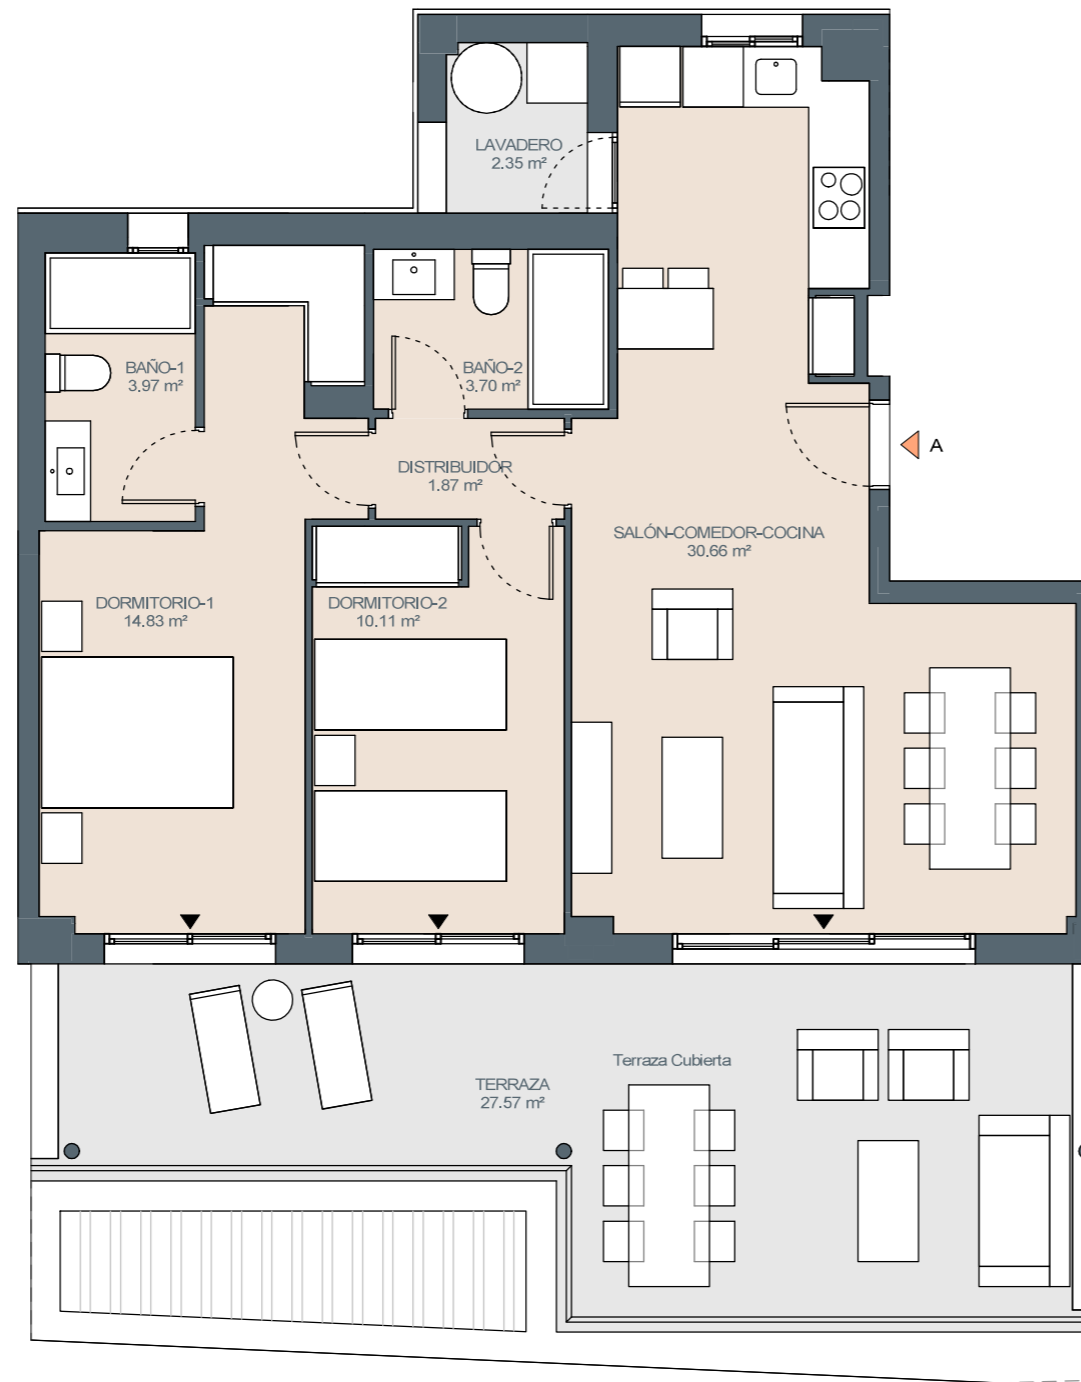 LAVADERO
2.35 m²
BAÑO-1
3.97 m²
BAÑO-2
3.70 m²
A
DISTRIBUIDOR
1.87 m²
SALÓN-COMEDOR-COCINA
30.66 m²
DORMITORIO-1
14.83 m²
DORMITORIO-2
10.11 m²
Terraza Cubierta
TERRAZA
27.57 m²